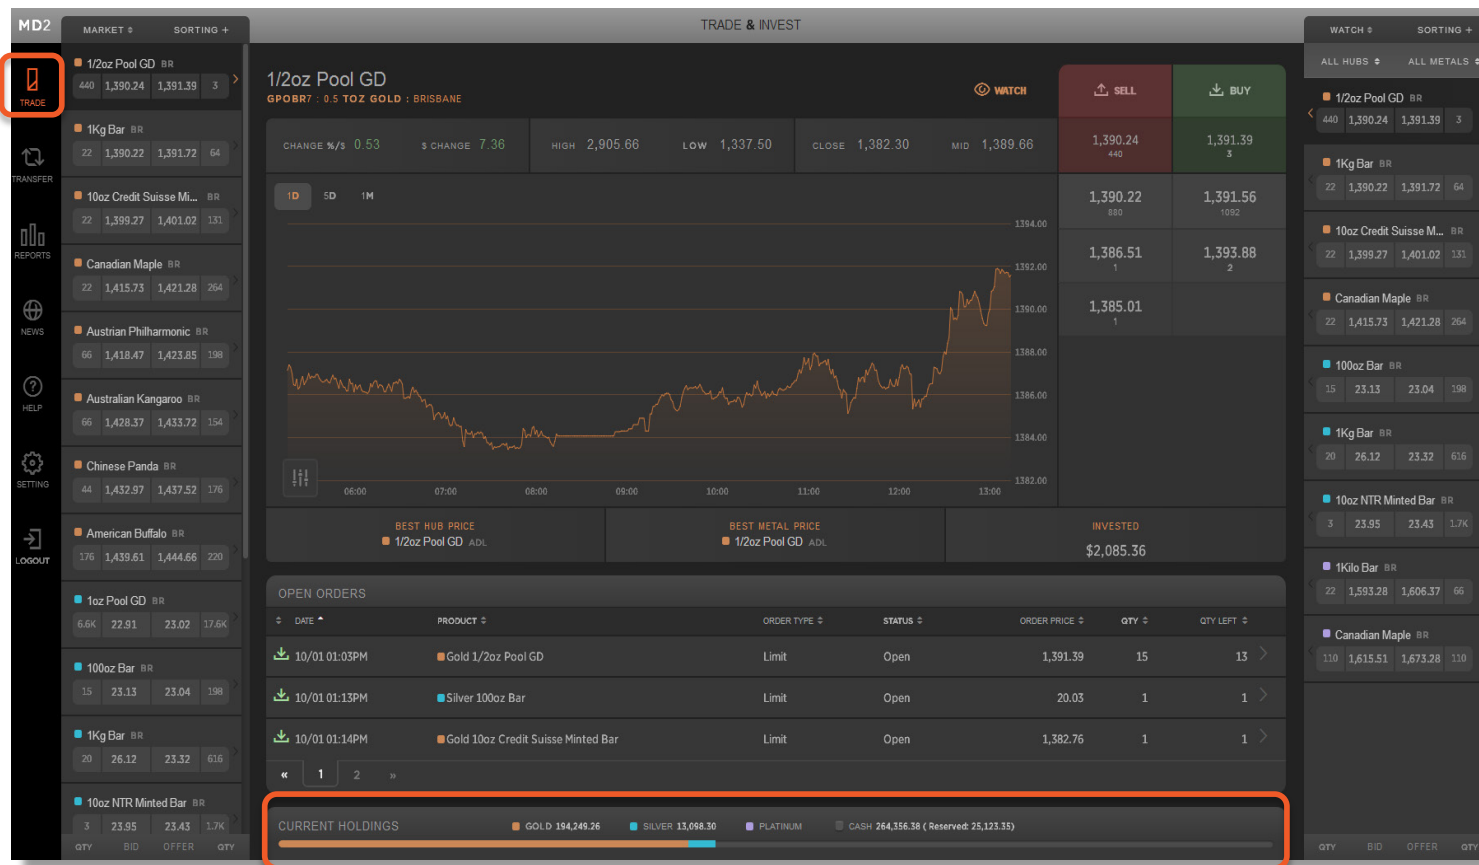 MD2
MARKET SORTING +
TRADE & INVEST
WATCH SORTING +
TRADE
TRANSFER
REPORTS
NEWS
HELP
SETTING
LOGOUT
1/2oz Pool GD BR
440 1,390.24 1,391.39 3
1Kg Bar BR
22 1,390.22 1,391.72 64
10oz Credit Suisse Mi... BR
22 1,399.27 1,401.02 131
Canadian Maple BR
22 1,415.73 1,421.28 264
Austrian Philharmonic BR
66 1,418.47 1,423.85 198
Australian Kangaroo BR
66 1,428.37 1,433.72 154
Chinese Panda BR
44 1,432.97 1,437.52 176
American Buffalo BR
176 1,439.61 1,444.66 220
1oz Pool GD BR
6.6K 22.91 23.02 17.6K
100oz Bar BR
15 23.13 23.04 198
1Kg Bar BR
20 26.12 23.32 616
10oz NTR Minted Bar BR
3 23.95 23.43 1.7K
QTY BID OFFER QTY
1/2oz Pool GD
GPOBR7 : 0.5 TOZ GOLD : BRISBANE
WATCH
SELL
BUY
CHANGE %/$ 0.53 $ CHANGE 7.36 HIGH 2,905.66 LOW 1,337.50 CLOSE 1,382.30 MID 1,389.66
1,390.24
440
1,391.39
3
1,390.22
880
1,391.56
1092
1,386.51
1
1,393.88
2
1,385.01
1
1D 5D 1M
1394.00
1392.00
1390.00
1388.00
1386.00
1384.00
1382.00
06:00 07:00 08:00 09:00 10:00 11:00 12:00 13:00
BEST HUB PRICE
1/2oz Pool GD ADL
BEST METAL PRICE
1/2oz Pool GD ADL
INVESTED
$2,085.36
OPEN ORDERS
DATE PRODUCT ORDER TYPE STATUS ORDER PRICE QTY QTY LEFT
10/01 01:03PM Gold 1/2oz Pool GD Limit Open 1,391.39 15 13
10/01 01:13PM Silver 100oz Bar Limit Open 20.03 1 1
10/01 01:14PM Gold 10oz Credit Suisse Minted Bar Limit Open 1,382.76 1 1
« 1 2 »
CURRENT HOLDINGS GOLD 194,249.26 SILVER 13,098.30 PLATINUM CASH 264,356.38 ( Reserved: 25,123.35)
ALL HUBS ALL METALS
1/2oz Pool GD BR
440 1,390.24 1,391.39 3
1Kg Bar BR
22 1,390.22 1,391.72 64
10oz Credit Suisse M... BR
22 1,399.27 1,401.02 131
Canadian Maple BR
22 1,415.73 1,421.28 264
100oz Bar BR
15 23.13 23.04 198
1Kg Bar BR
20 26.12 23.32 616
10oz NTR Minted Bar BR
3 23.95 23.43 1.7K
1Kilo Bar BR
22 1,593.28 1,606.37 66
Canadian Maple BR
110 1,615.51 1,673.28 110
QTY BID OFFER QTY